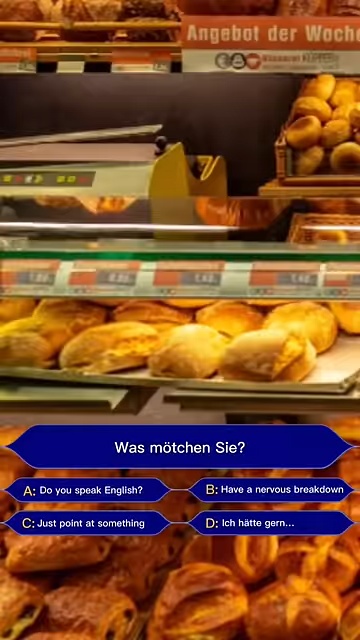 Angebot der Woche
Was mötchen Sie?
A: Do you speak English?
B: Have a nervous breakdown
C: Just point at something
D: Ich hätte gern...